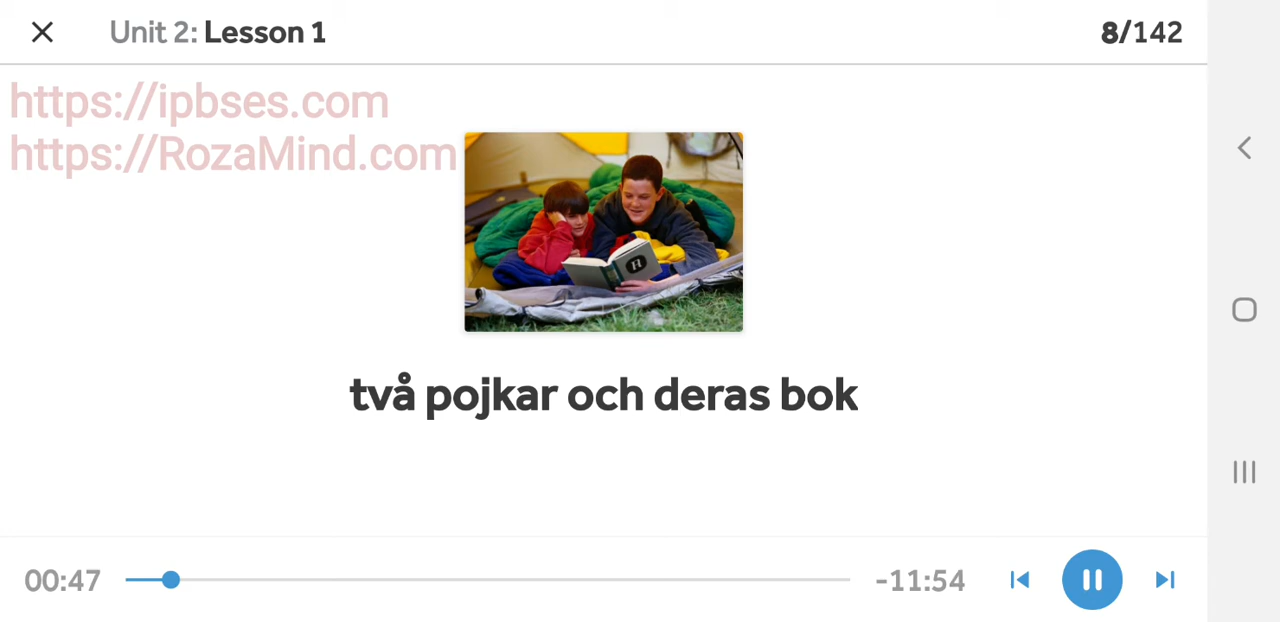 Unit 2: Lesson 1
8/142
https://ipbses.com
https://RozaMind.com
R
två pojkar och deras bok
00:47
-11:54